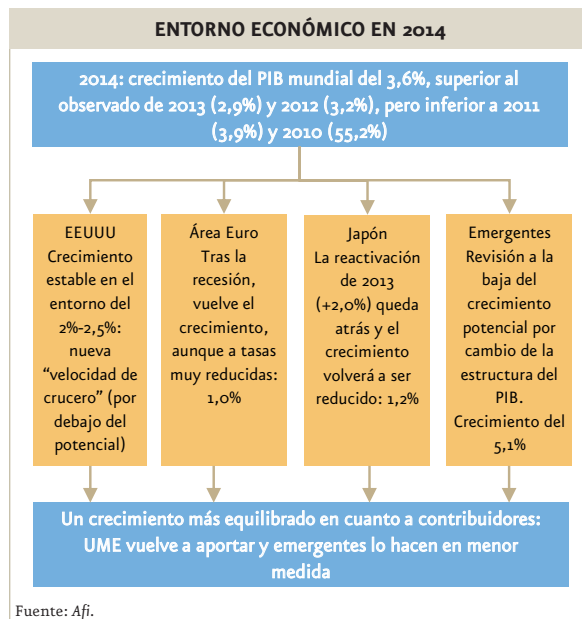 ENTORNO ECONÓMICO EN 2014
2014: crecimiento del PIB mundial del 3,6%, superior al
observado de 2013 (2,9%) y 2012 (3,2%), pero inferior a 2011
(3,9%) y 2010 (55,2%)
EEUUU
Crecimiento
estable en el
entorno del
2%-2,5%:
nueva
“velocidad de
crucero” (por
debajo del
potencial)
Área Euro
Tras la
recesión,
vuelve el
crecimiento,
aunque a tasas
muy reducidas:
1,0%
Japón
La reactivación
de 2013
(+2,0%) queda
atrás y el
crecimiento
volverá a ser
reducido: 1,2%
Emergentes
Revisión a la
baja del
crecimiento
potencial por
cambio de la
estructura del
PIB.
Crecimiento del
5,1%
Un crecimiento más equilibrado en cuanto a contribuidores:
UME vuelve a aportar y emergentes lo hacen en menor
medida
Fuente: Afi.